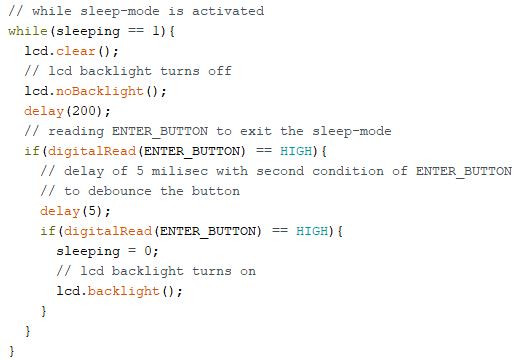 // while sleep-mode is activated
while(sleeping == 1){
  lcd.clear();
  // lcd backlight turns off
  lcd.noBacklight();
  delay(200);
  // reading ENTER_BUTTON to exit the sleep-mode
  if(digitalRead(ENTER_BUTTON) == HIGH){
    // delay of 5 milisec with second condition of ENTER_BUTTON
    // to debounce the button
    delay(5);
    if(digitalRead(ENTER_BUTTON) == HIGH){
      sleeping = 0;
      // lcd backlight turns on
      lcd.backlight();
    }
  }
}